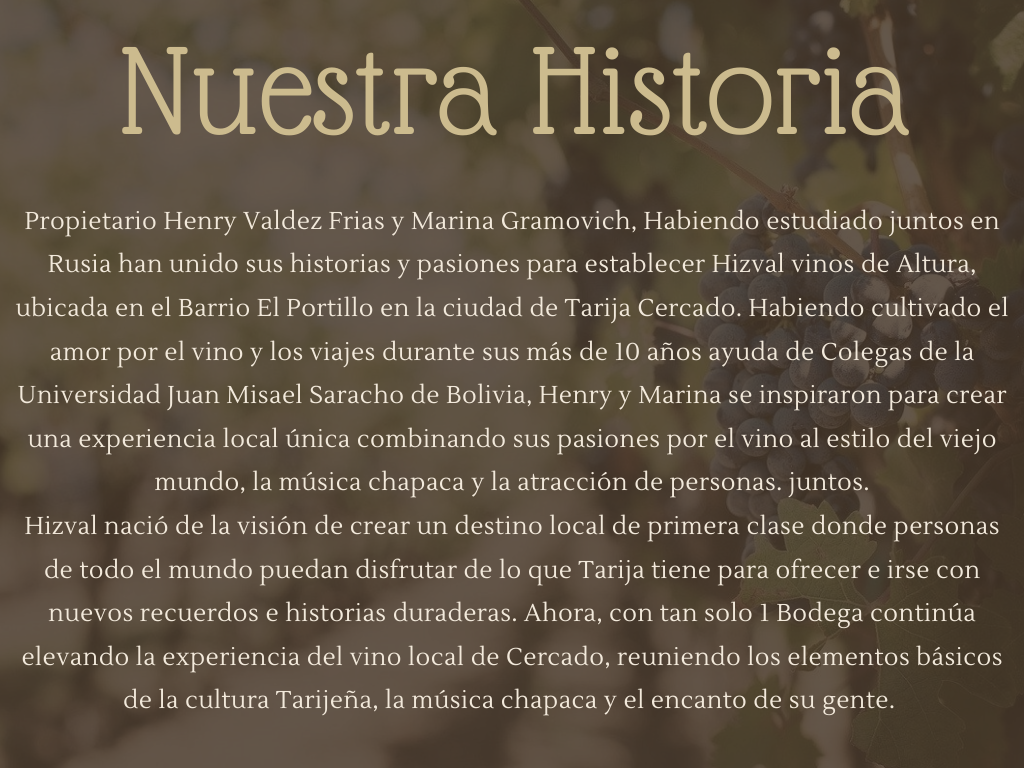 Nuestra Historia
Propietario Henry Valdez Frias y Marina Gramovich, Habiendo estudiado juntos en
Rusia han unido sus historias y pasiones para establecer Hizval vinos de Altura,
ubicada en el Barrio El Portillo en la ciudad de Tarija Cercado. Habiendo cultivado el
amor por el vino y los viajes durante sus más de 10 años ayuda de Colegas de la
Universidad Juan Misael Saracho de Bolivia, Henry y Marina se inspiraron para crear
una experiencia local única combinando sus pasiones por el vino al estilo del viejo
mundo, la música chapaca y la atracción de personas. juntos.
Hizval nació de la visión de crear un destino local de primera clase donde personas
de todo el mundo puedan disfrutar de lo que Tarija tiene para ofrecer e irse con
nuevos recuerdos e historias duraderas. Ahora, con tan solo 1 Bodega continúa
elevando la experiencia del vino local de Cercado, reuniendo los elementos básicos
de la cultura Tarijeña, la música chapaca y el encanto de su gente.